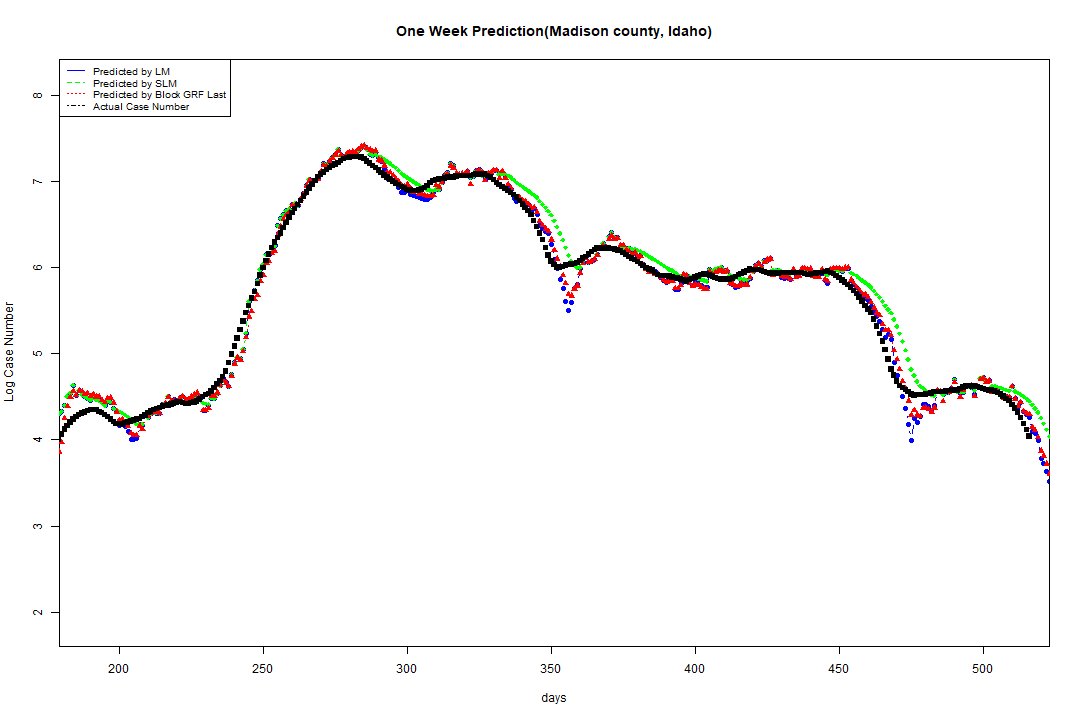 One Week Prediction(Madison county, Idaho)
Predicted by LM
Predicted by SLM
Predicted by Block GRF Last
Actual Case Number
Log Case Number
8
7
6
5
4
3
2
200 250 300 350 400 450 500
days